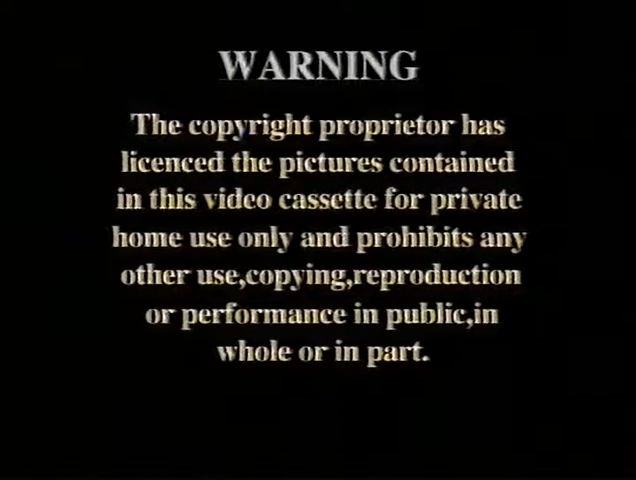 WARNING
The copyright proprietor has
licenced the pictures contained
in this video cassette for private
home use only and prohibits any
other use,copying,reproduction
or performance in public,in
whole or in part.